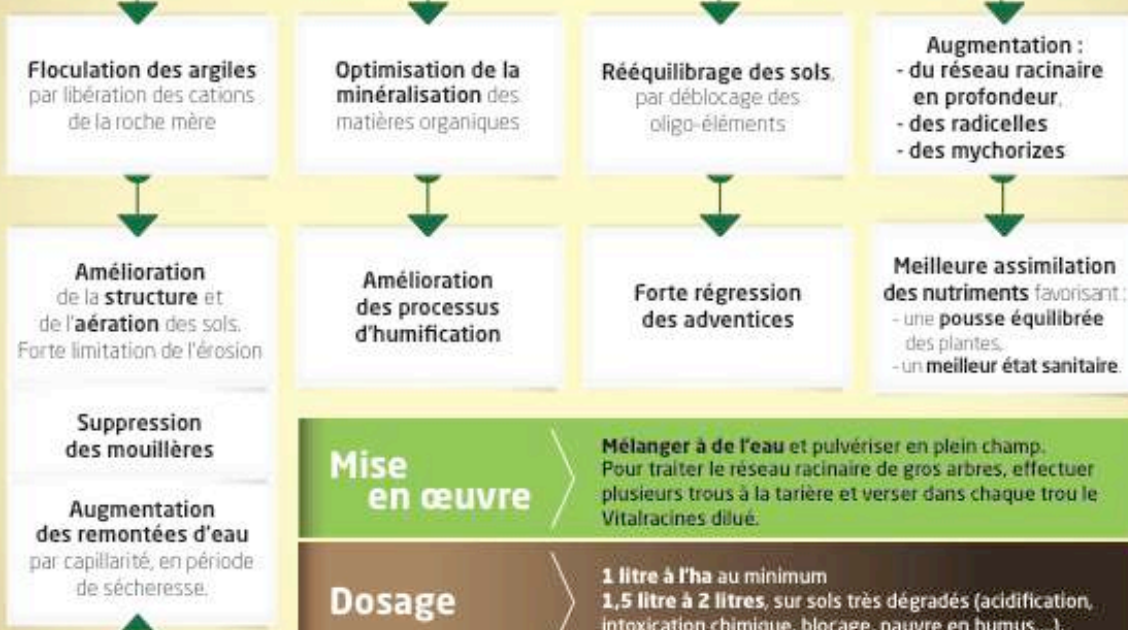 Floculation des argiles
par libération des cations
de la roche mère
Optimisation de la
minéralisation des
matières organiques
Rééquilibrage des sols,
par déblocage des
oligo-éléments
Augmentation :
- du réseau racinaire
en profondeur,
- des radicelles
- des mychorizes
Amélioration
de la structure et
de l'aération des sols.
Forte limitation de l'érosion
Amélioration
des processus
d'humification
Forte régression
des adventices
Meilleure assimilation
des nutriments favorisant :
- une pousse équilibrée
des plantes,
- un meilleur état sanitaire.
Suppression
des mouillères
Augmentation
des remontées d'eau
par capillarité, en période
de sécheresse.
Mise
en œuvre
Mélanger à de l'eau et pulvériser en plein champ.
Pour traiter le réseau racinaire de gros arbres, effectuer
plusieurs trous à la tarière et verser dans chaque trou le
Vitalracines dilué.
Dosage
1 litre à l'ha au minimum
1,5 litre à 2 litres, sur sols très dégradés (acidification,
intoxication chimique, blocage, pauvre en humus...).